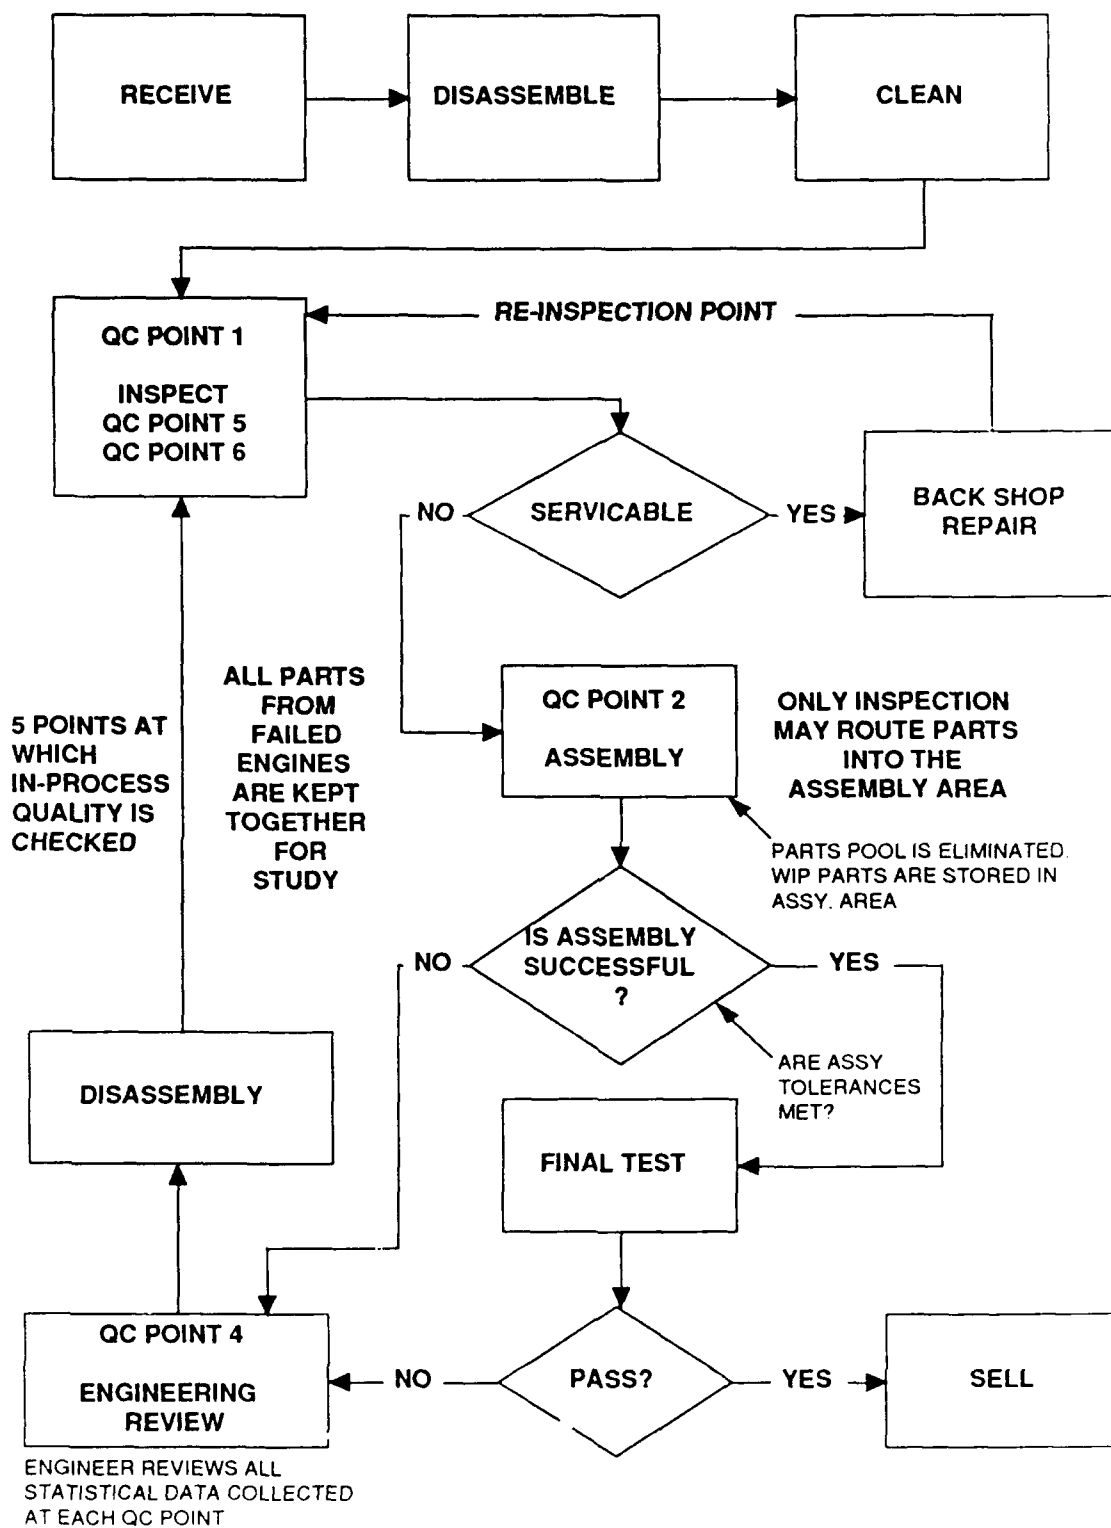 RECEIVE
DISASSEMBLE
CLEAN
RE-INSPECTION POINT
QC POINT 1
INSPECT
QC POINT 5
QC POINT 6
NO
SERVICABLE
YES
BACK SHOP
REPAIR
5 POINTS AT
WHICH
IN-PROCESS
QUALITY IS
CHECKED
ALL PARTS
FROM
FAILED
ENGINES
ARE KEPT
TOGETHER
FOR
STUDY
QC POINT 2
ASSEMBLY
ONLY INSPECTION
MAY ROUTE PARTS
INTO THE
ASSEMBLY AREA
PARTS POOL IS ELIMINATED.
WIP PARTS ARE STORED IN
ASSY. AREA
NO
IS ASSEMBLY
SUCCESSFUL
?
YES
ARE ASSY
TOLERANCES
MET?
DISASSEMBLY
FINAL TEST
QC POINT 4
ENGINEERING
REVIEW
NO
PASS?
YES
SELL
ENGINEER REVIEWS ALL
STATISTICAL DATA COLLECTED
AT EACH QC POINT